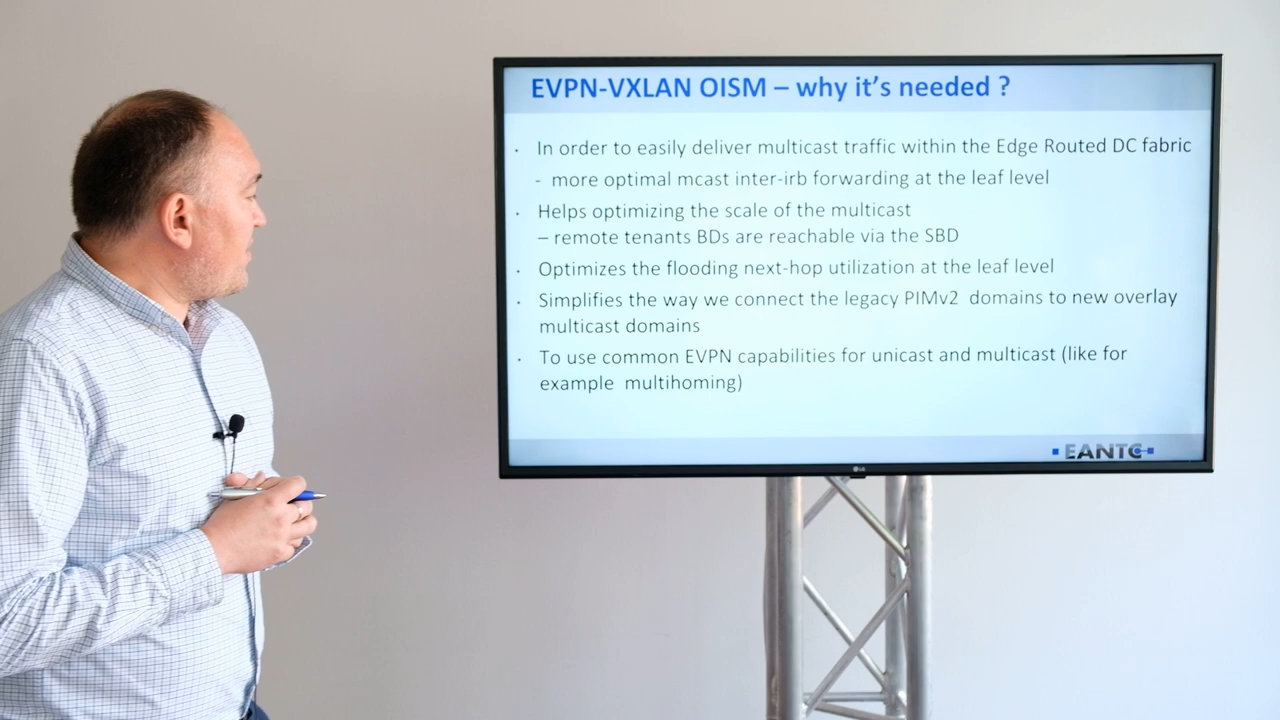 EVPN-VXLAN OISM – why it's needed ?
· In order to easily deliver multicast traffic within the Edge Routed DC fabric
- more optimal mcast inter-irb forwarding at the leaf level
· Helps optimizing the scale of the multicast
– remote tenants BDs are reachable via the SBD
· Optimizes the flooding next-hop utilization at the leaf level
· Simplifies the way we connect the legacy PIMv2 domains to new overlay
multicast domains
· To use common EVPN capabilities for unicast and multicast (like for
example multihoming)
EANTC
LG